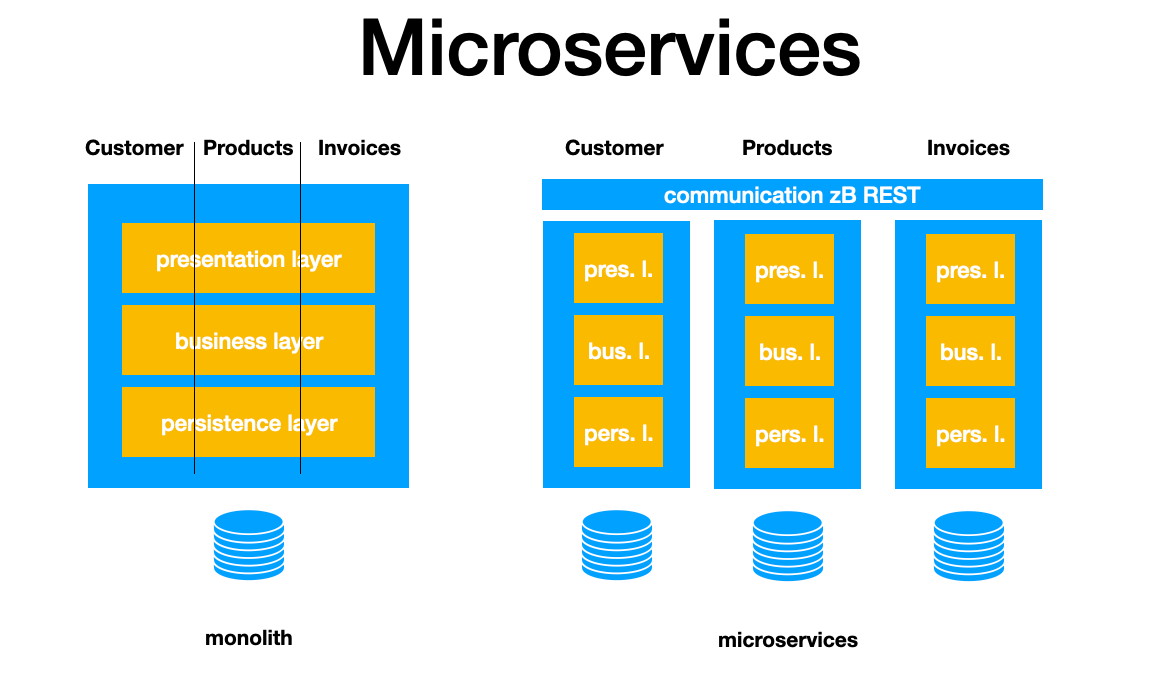 Microservices
Customer
Products
Invoices
presentation layer
business layer
persistence layer
monolith
Customer
Products
Invoices
communication zB REST
pres. l.
bus. l.
pers. l.
pres. l.
bus. l.
pers. l.
pres. l.
bus. l.
pers. l.
microservices